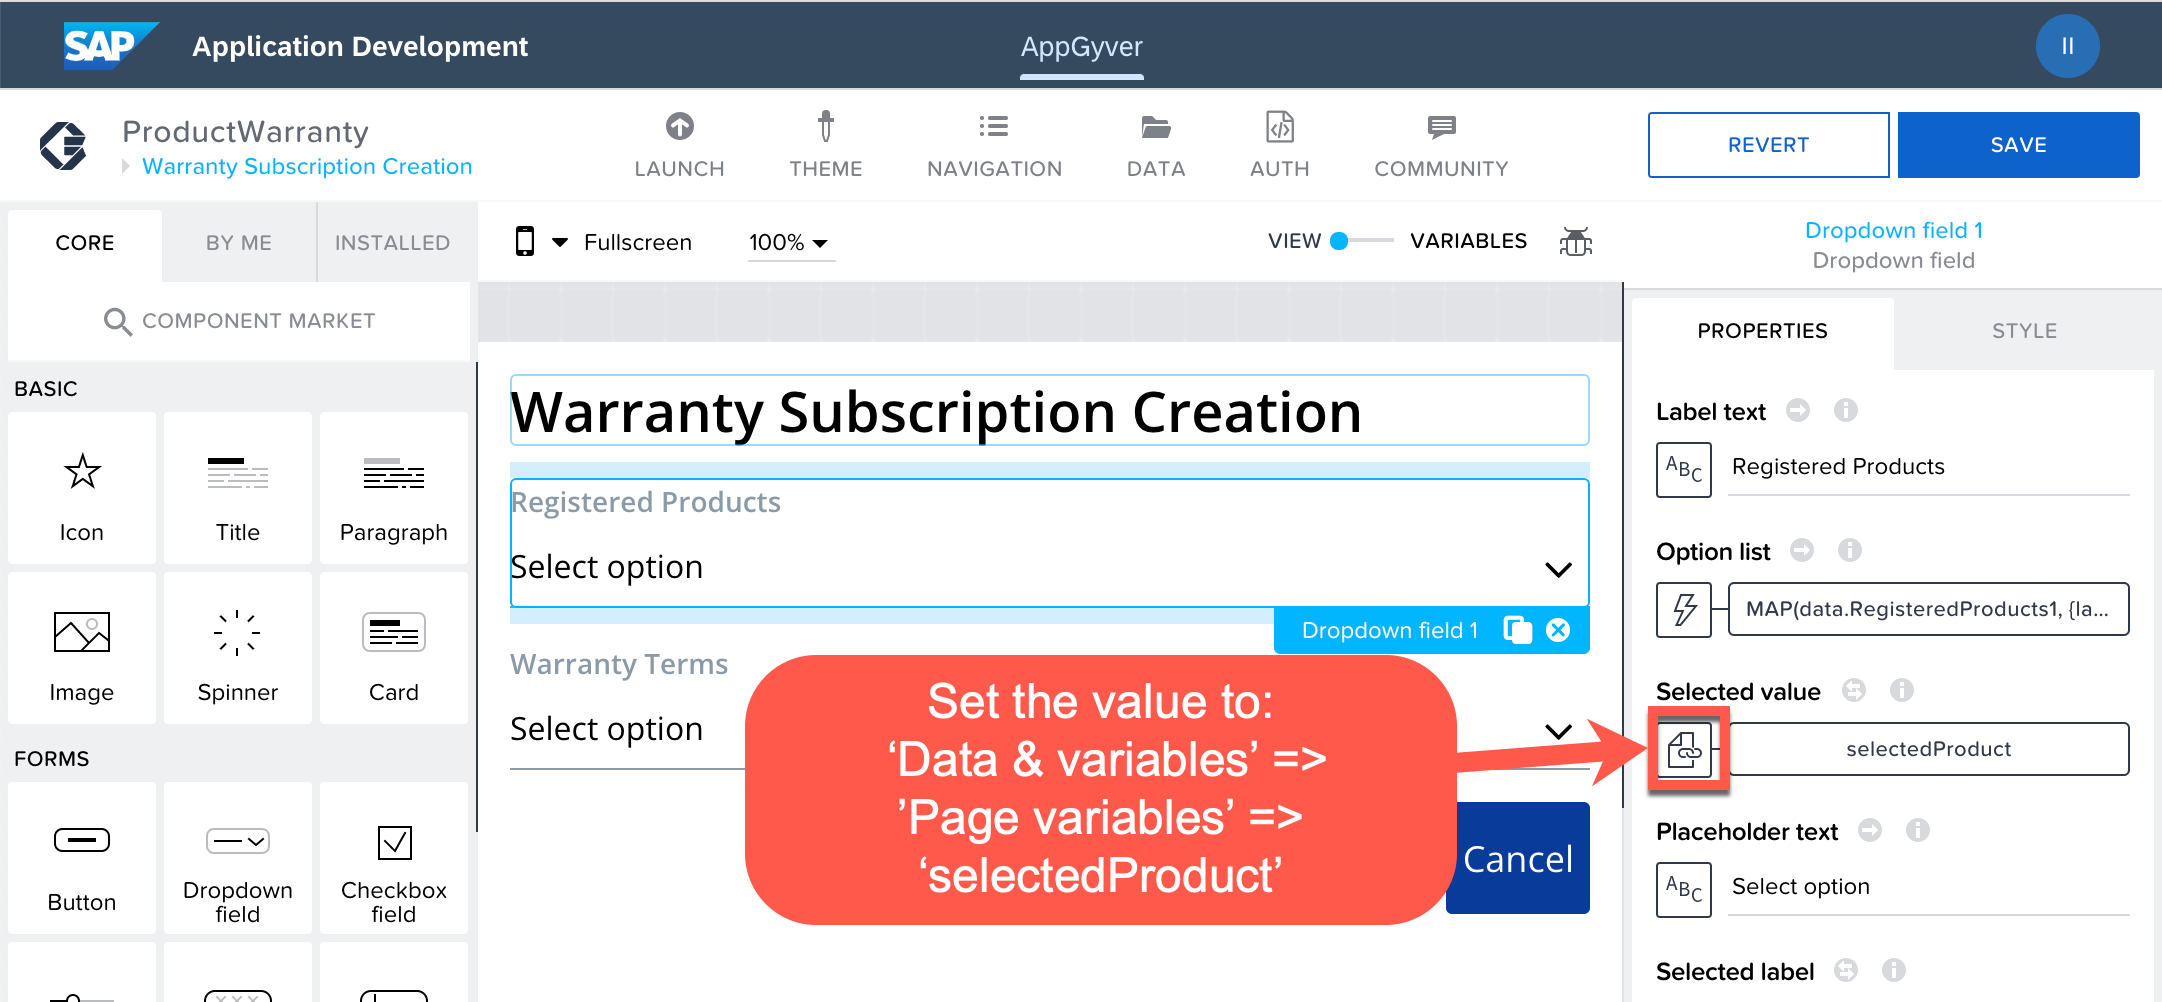 SAP Application Development
AppGyver
II
ProductWarranty
Warranty Subscription Creation
LAUNCH
THEME
NAVIGATION
DATA
AUTH
COMMUNITY
REVERT
SAVE
CORE
BY ME
INSTALLED
COMPONENT MARKET
Fullscreen
100%
VIEW
VARIABLES
Dropdown field 1
Dropdown field
BASIC
Icon
Title
Paragraph
Image
Spinner
Card
FORMS
Button
Dropdown
field
Checkbox
field
Warranty Subscription Creation
Registered Products
Select option
Dropdown field 1
Warranty Terms
Select option
Cancel
Set the value to:
‘Data & variables’ =>
’Page variables’ =>
‘selectedProduct’
PROPERTIES
STYLE
Label text
ABC
Registered Products
Option list
MAP(data.RegisteredProducts1, {la...
Selected value
selectedProduct
Placeholder text
ABC
Select option
Selected label